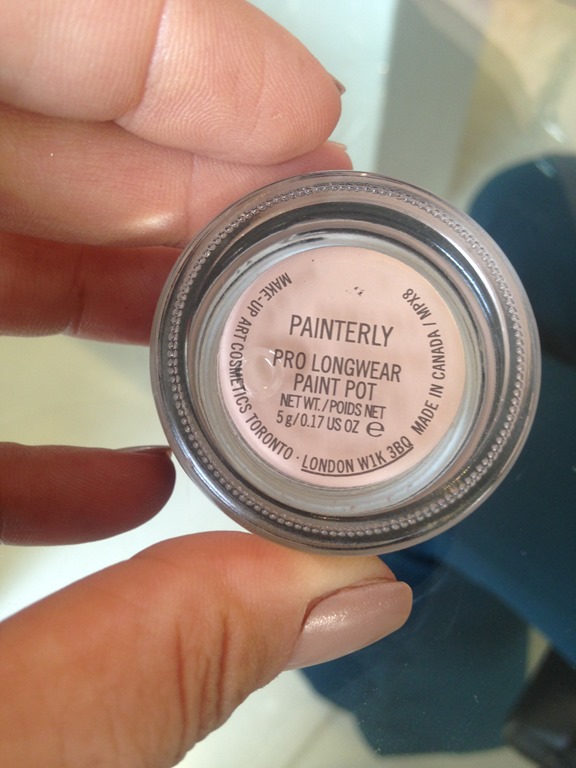 PAINTERLY
PRO LONGWEAR
PAINT POT
NET WT./POIDS NET
5 g/0.17 US OZ e
MAKE-UP ART COSMETICS TORONTO · LONDON W1K 3BQ MADE IN CANADA / MPX8